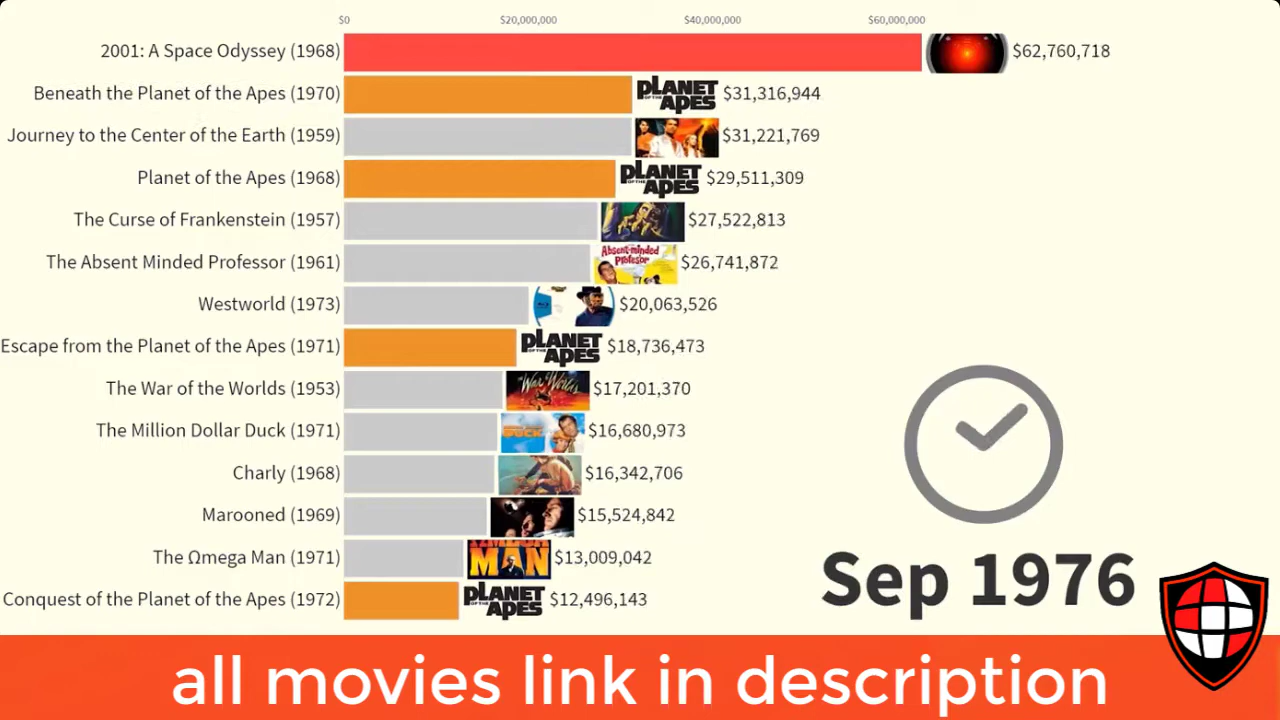 $0 $20,000,000 $40,000,000 $60,000,000
2001: A Space Odyssey (1968) $62,760,718
Beneath the Planet of the Apes (1970) PLANET OF THE APES $31,316,944
Journey to the Center of the Earth (1959) $31,221,769
Planet of the Apes (1968) PLANET OF THE APES $29,511,309
The Curse of Frankenstein (1957) $27,522,813
The Absent Minded Professor (1961) Absent-minded Professor $26,741,872
Westworld (1973) $20,063,526
Escape from the Planet of the Apes (1971) PLANET OF THE APES $18,736,473
The War of the Worlds (1953) The War of the Worlds $17,201,370
The Million Dollar Duck (1971) DUCK $16,680,973
Charly (1968) $16,342,706
Marooned (1969) $15,524,842
The Ωmega Man (1971) ΩMEGA MAN $13,009,042
Conquest of the Planet of the Apes (1972) PLANET OF THE APES $12,496,143
Sep 1976
all movies link in description